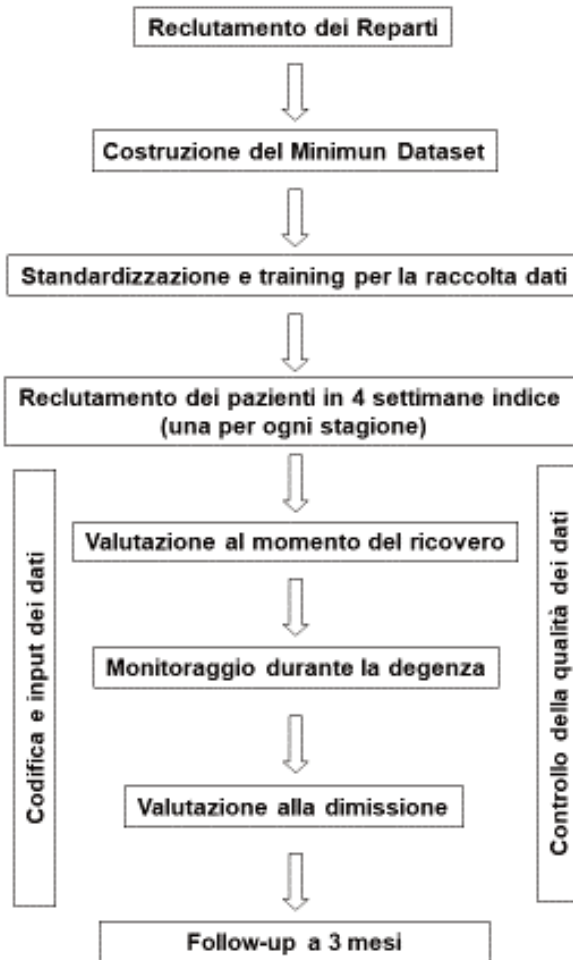 Reclutamento dei Reparti
Costruzione del Minimun Dataset
Standardizzazione e training per la raccolta dati
Reclutamento dei pazienti in 4 settimane indice
(una per ogni stagione)
Codifica e input dei dati
Valutazione al momento del ricovero
Monitoraggio durante la degenza
Valutazione alla dimissione
Follow-up a 3 mesi
Controllo della qualità dei dati